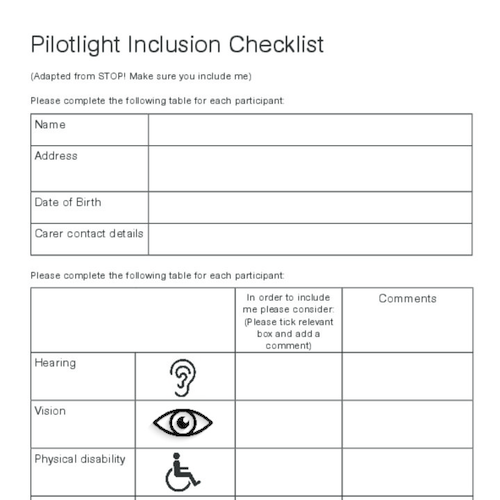 Pilotlight Inclusion Checklist
(Adapted from STOP! Make sure you include me)
Please complete the following table for each participant:
Name
Address
Date of Birth
Carer contact details
Please complete the following table for each participant:
In order to include
me please consider:
(Please tick relevant
box and add a
comment)
Comments
Hearing
Vision
Physical disability